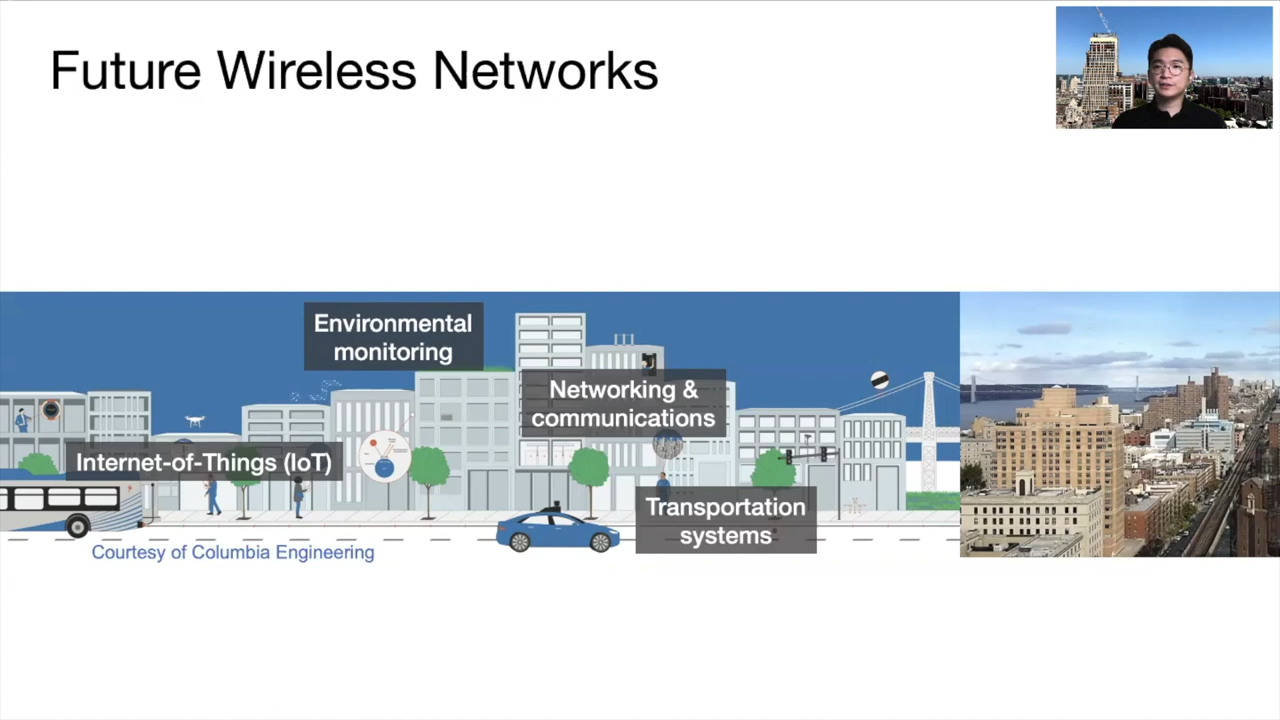 Future Wireless Networks
Environmental
monitoring
Networking &
communications
Internet-of-Things (IoT)
Transportation
systems
Courtesy of Columbia Engineering